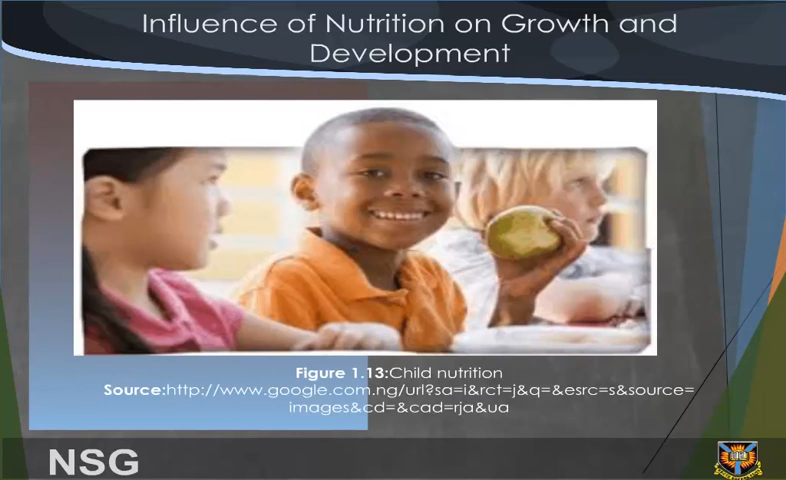 Influence of Nutrition on Growth and
Development
Figure 1.13:Child nutrition
Source:http://www.google.com.ng/url?sa=i&rct=j&q=&esrc=s&source=
images&cd=&cad=rja&ua
NSG